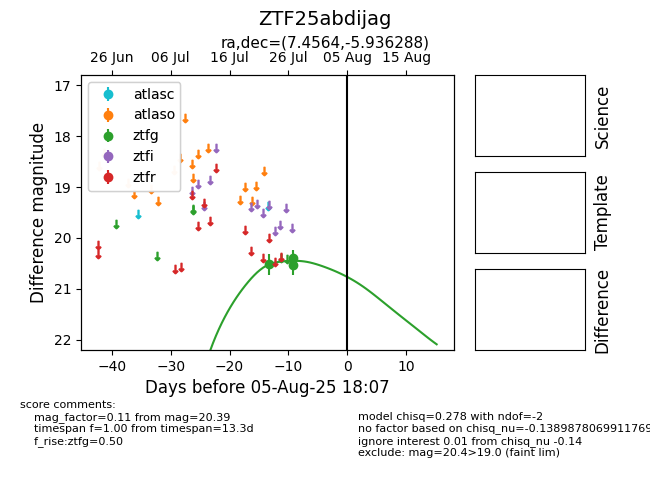 ZTF25abdijag
ra,dec=(7.4564,-5.936288)
26 Jun 06 Jul 16 Jul 26 Jul 05 Aug 15 Aug
17
18
19
20
21
22
Difference magnitude
atlasc
atlaso
ztfg
ztfi
ztfr
−40 −30 −20 −10 0 10
Days before 05-Aug-25 18:07
Science
Template
Difference
score comments:
mag_factor=0.11 from mag=20.39
timespan f=1.00 from timespan=13.3d
f_rise:ztfg=0.50
model chisq=0.278 with ndof=-2
no factor based on chisq_nu=-0.1389878069911769
ignore interest 0.01 from chisq_nu -0.14
exclude: mag=20.4>19.0 (faint lim)